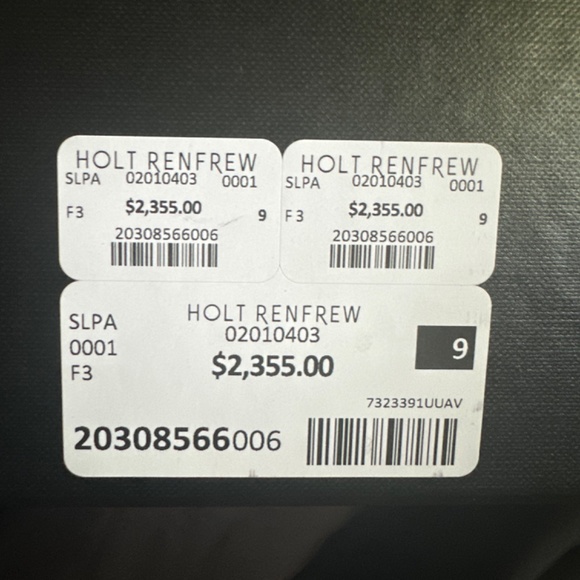 HOLT RENFREW
SLPA 02010403 0001
F3 $2,355.00 9
20308566006
HOLT RENFREW
SLPA 02010403 0001
F3 $2,355.00 9
20308566006
SLPA HOLT RENFREW
0001 02010403
F3 $2,355.00 9
7323391UUAV
20308566006